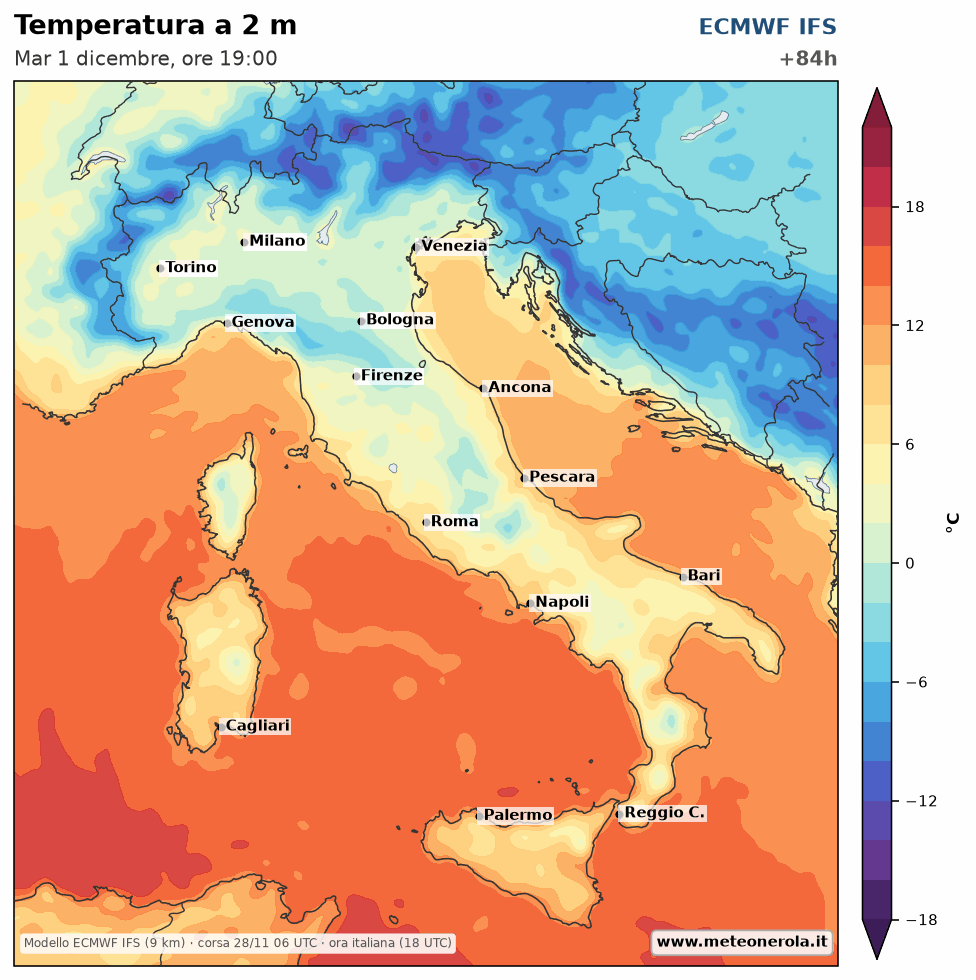 Temperatura a 2 m
ECMWF IFS
Mar 1 dicembre, ore 19:00
+84h
Milano
Venezia
Torino
Genova
Bologna
Firenze
Ancona
Pescara
Roma
Bari
Napoli
Cagliari
Palermo
Reggio C.
18
12
6
0
−6
−12
−18
°C
Modello ECMWF IFS (9 km) · corsa 28/11 06 UTC · ora italiana (18 UTC)
www.meteonerola.it